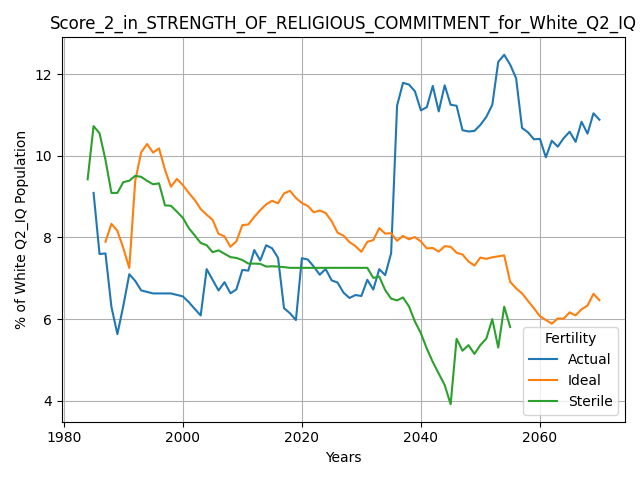 Score_2_in_STRENGTH_OF_RELIGIOUS_COMMITMENT_for_White_Q2_IQ
% of White Q2_IQ Population
12
10
8
6
4
1980 2000 2020 2040 2060
Years
Fertility
Actual
Ideal
Sterile